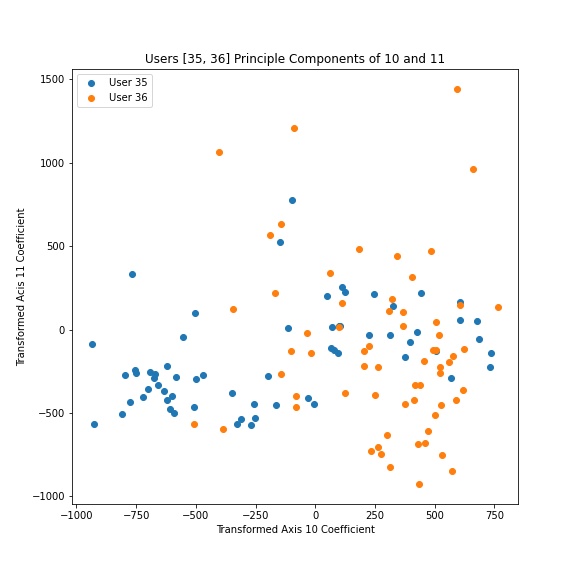 Users [35, 36] Principle Components of 10 and 11
User 35
User 36
1500
1000
500
0
−500
−1000
Transformed Acis 11 Coefficient
−1000 −750 −500 −250 0 250 500 750
Transformed Axis 10 Coefficient